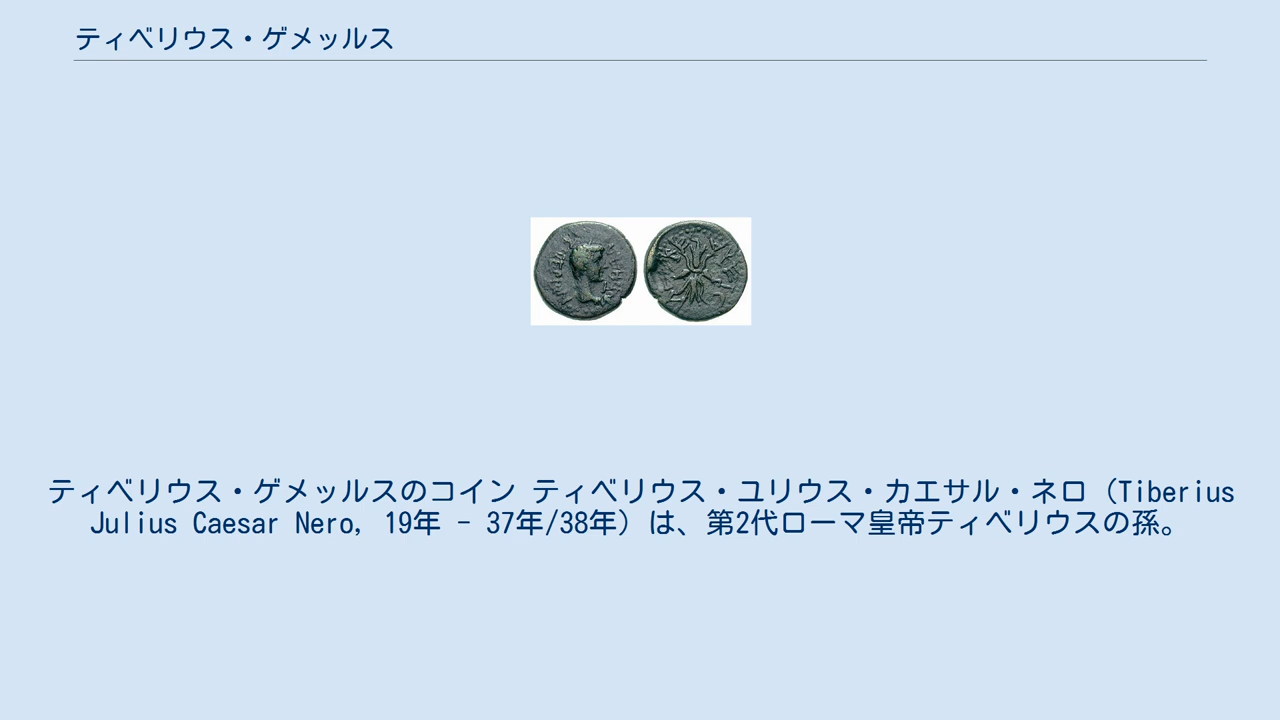 ティベリウス・ゲメッルス
ティベリウス・ゲメッルスのコイン ティベリウス・ユリウス・カエサル・ネロ（Tiberius
Julius Caesar Nero, 19年 - 37年/38年）は、第2代ローマ皇帝ティベリウスの孫。